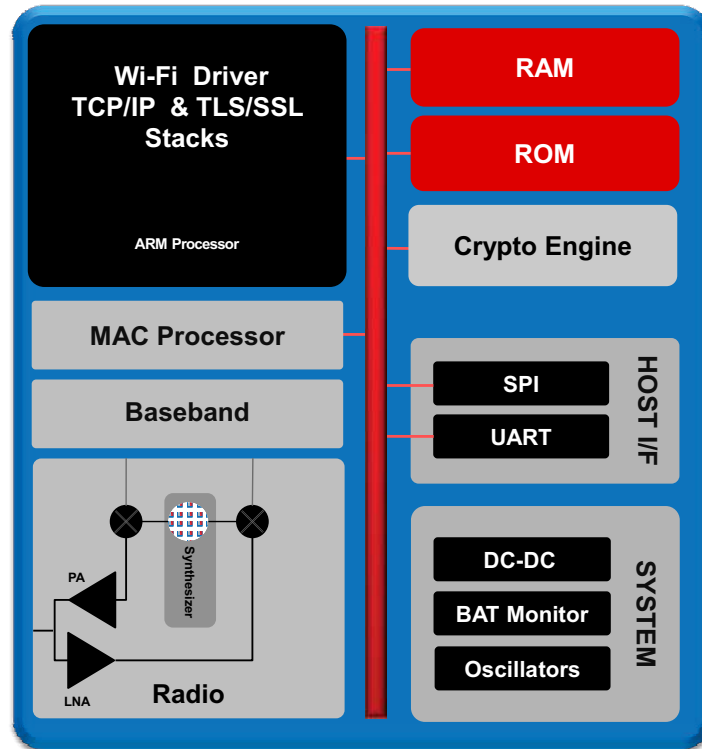 Wi-Fi Driver
TCP/IP & TLS/SSL
Stacks
ARM Processor
MAC Processor
Baseband
PA
Synthesizer
LNA
Radio
RAM
ROM
Crypto Engine
SPI
UART
HOST I/F
DC-DC
BAT Monitor
Oscillators
SYSTEM